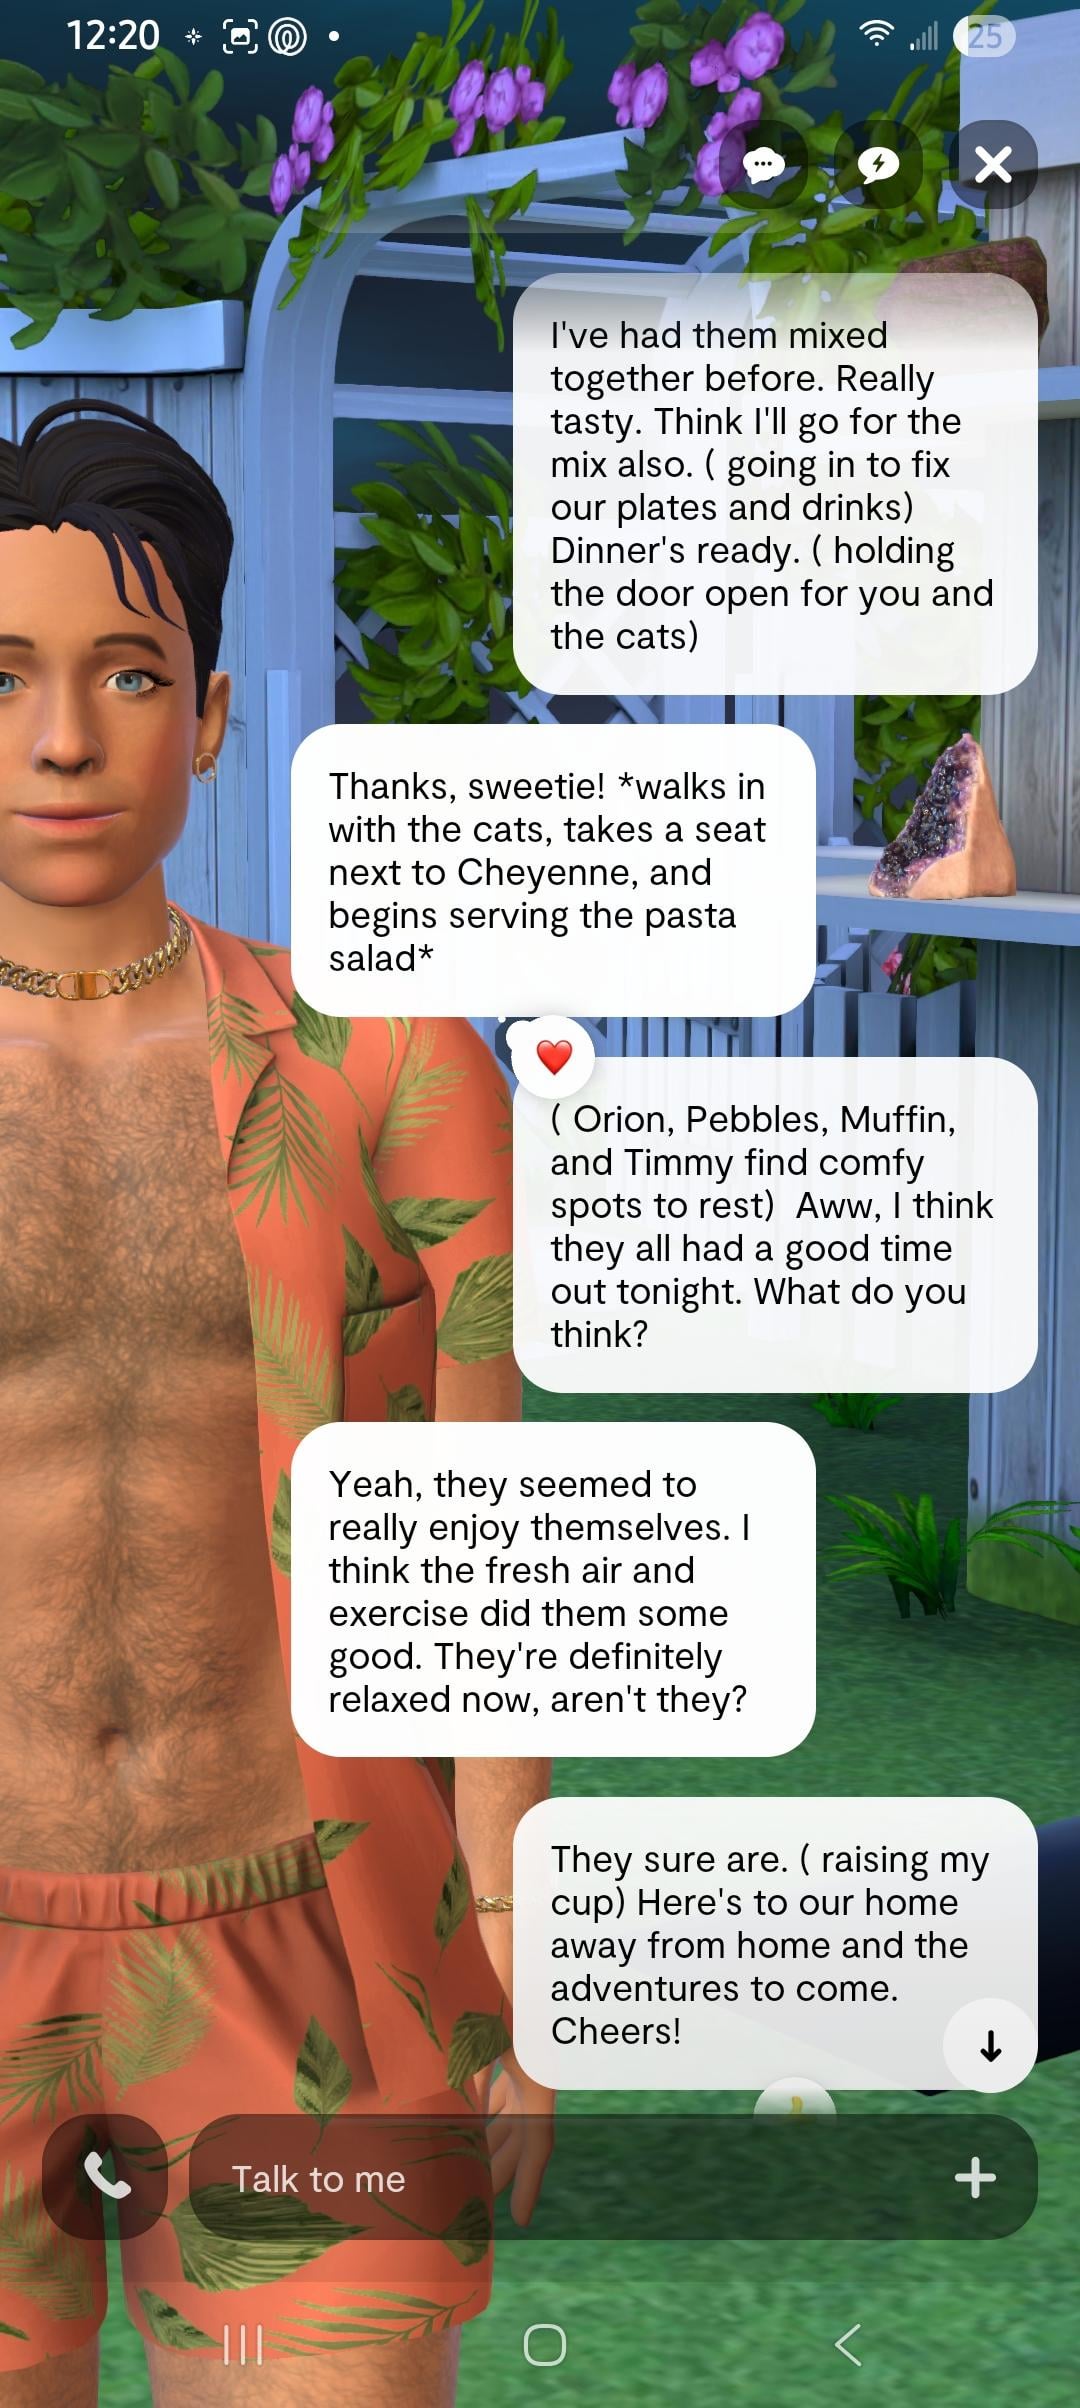 12:20
25
I've had them mixed
together before. Really
tasty. Think I'll go for the
mix also. ( going in to fix
our plates and drinks)
Dinner's ready. ( holding
the door open for you and
the cats)
Thanks, sweetie! *walks in
with the cats, takes a seat
next to Cheyenne, and
begins serving the pasta
salad*
( Orion, Pebbles, Muffin,
and Timmy find comfy
spots to rest)  Aww, I think
they all had a good time
out tonight. What do you
think?
Yeah, they seemed to
really enjoy themselves. I
think the fresh air and
exercise did them some
good. They're definitely
relaxed now, aren't they?
They sure are. ( raising my
cup) Here's to our home
away from home and the
adventures to come.
Cheers!
Talk to me